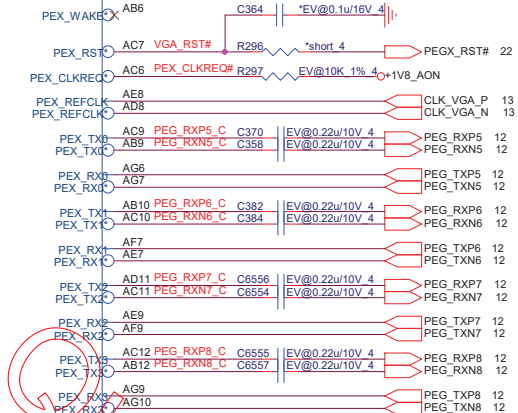 PEX_WAKE AB6 C364 *EV@0.1u/16V_4
PEX_RST AC7 VGA_RST# R296 *short_4 PEGX_RST# 22
PEX_CLKREQ AC6 PEX_CLKREQ# R297 EV@10K_1%_4 +1V8_AON
PEX_REFCLK AE8 CLK_VGA_P 13
PEX_REFCLK* AD8 CLK_VGA_N 13
PEX_TX0 AC9 PEG_RXP5_C C370 EV@0.22u/10V_4 PEG_RXP5 12
PEX_TX0* AB9 PEG_RXN5_C C358 EV@0.22u/10V_4 PEG_RXN5 12
PEX_RX0 AG6 PEG_TXP5 12
PEX_RX0* AG7 PEG_TXN5 12
PEX_TX1 AB10 PEG_RXP6_C C382 EV@0.22u/10V_4 PEG_RXP6 12
PEX_TX1* AC10 PEG_RXN6_C C384 EV@0.22u/10V_4 PEG_RXN6 12
PEX_RX1 AF7 PEG_TXP6 12
PEX_RX1* AE7 PEG_TXN6 12
PEX_TX2 AD11 PEG_RXP7_C C6556 EV@0.22u/10V_4 PEG_RXP7 12
PEX_TX2* AC11 PEG_RXN7_C C6554 EV@0.22u/10V_4 PEG_RXN7 12
PEX_RX2 AE9 PEG_TXP7 12
PEX_RX2* AF9 PEG_TXN7 12
PEX_TX3 AC12 PEG_RXP8_C C6555 EV@0.22u/10V_4 PEG_RXP8 12
PEX_TX3* AB12 PEG_RXN8_C C6557 EV@0.22u/10V_4 PEG_RXN8 12
PEX_RX3 AG9 PEG_TXP8 12
PEX_RX3* AG10 PEG_TXN8 12